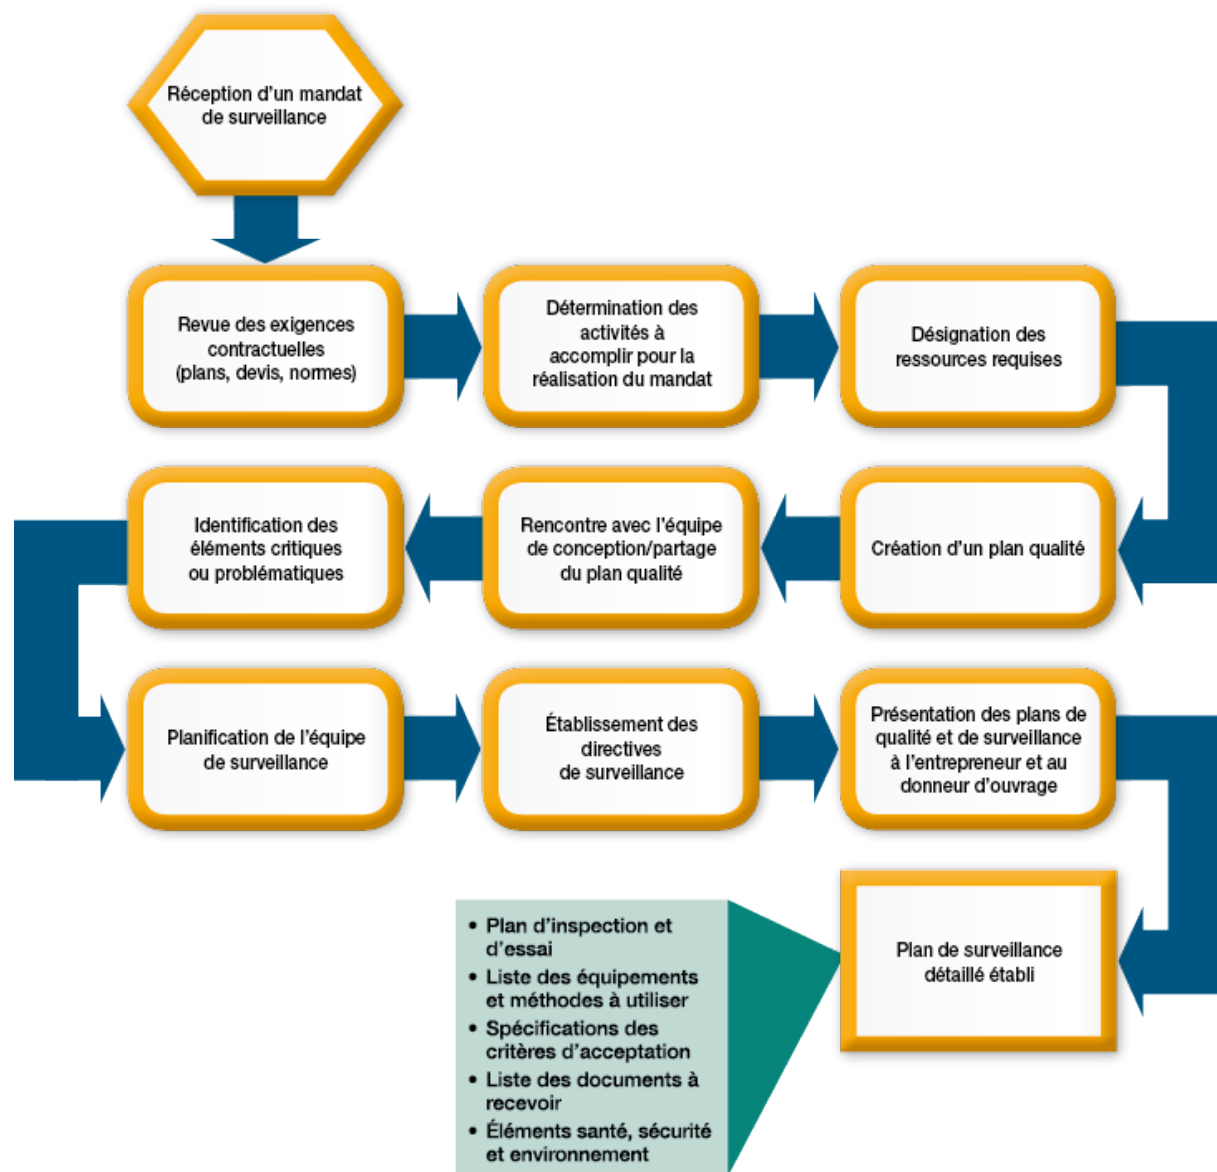 Réception d'un mandat
de surveillance
Revue des exigences
contractuelles
(plans, devis, normes)
Détermination des
activités à
accomplir pour la
réalisation du mandat
Désignation des
ressources requises
Identification des
éléments critiques
ou problématiques
Rencontre avec l'équipe
de conception/partage
du plan qualité
Création d'un plan qualité
Planification de l'équipe
de surveillance
Établissement des
directives
de surveillance
Présentation des plans de
qualité et de surveillance
à l'entrepreneur et au
donneur d'ouvrage
• Plan d'inspection et
d'essai
• Liste des équipements
et méthodes à utiliser
• Spécifications des
critères d'acceptation
• Liste des documents à
recevoir
• Éléments santé, sécurité
et environnement
Plan de surveillance
détaillé établi